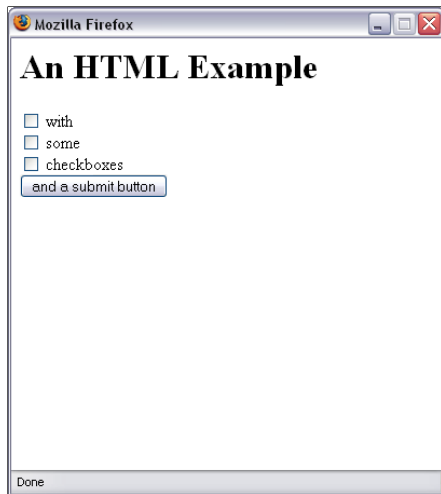 Mozilla Firefox
An HTML Example
with
some
checkboxes
and a submit button
Done